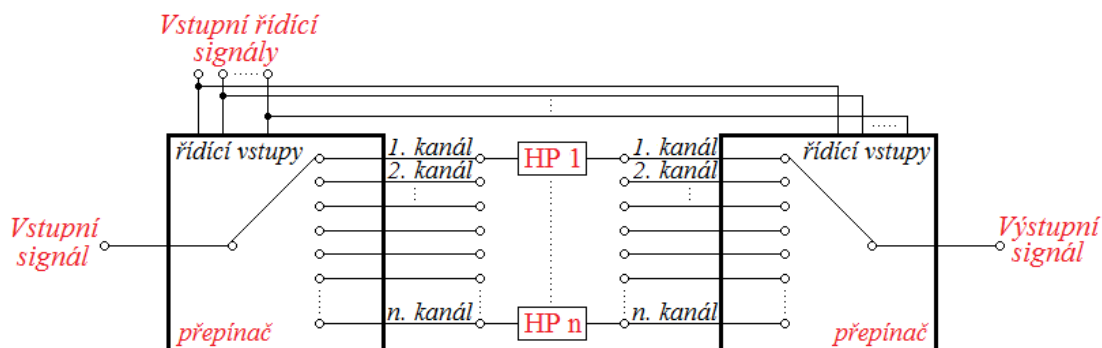 Vstupní řídící
signály
řídící vstupy
1. kanál
2. kanál
n. kanál
HP 1
HP n
1. kanál
2. kanál
n. kanál
řídící vstupy
Vstupní
signál
přepínač
Výstupní
signál
přepínač